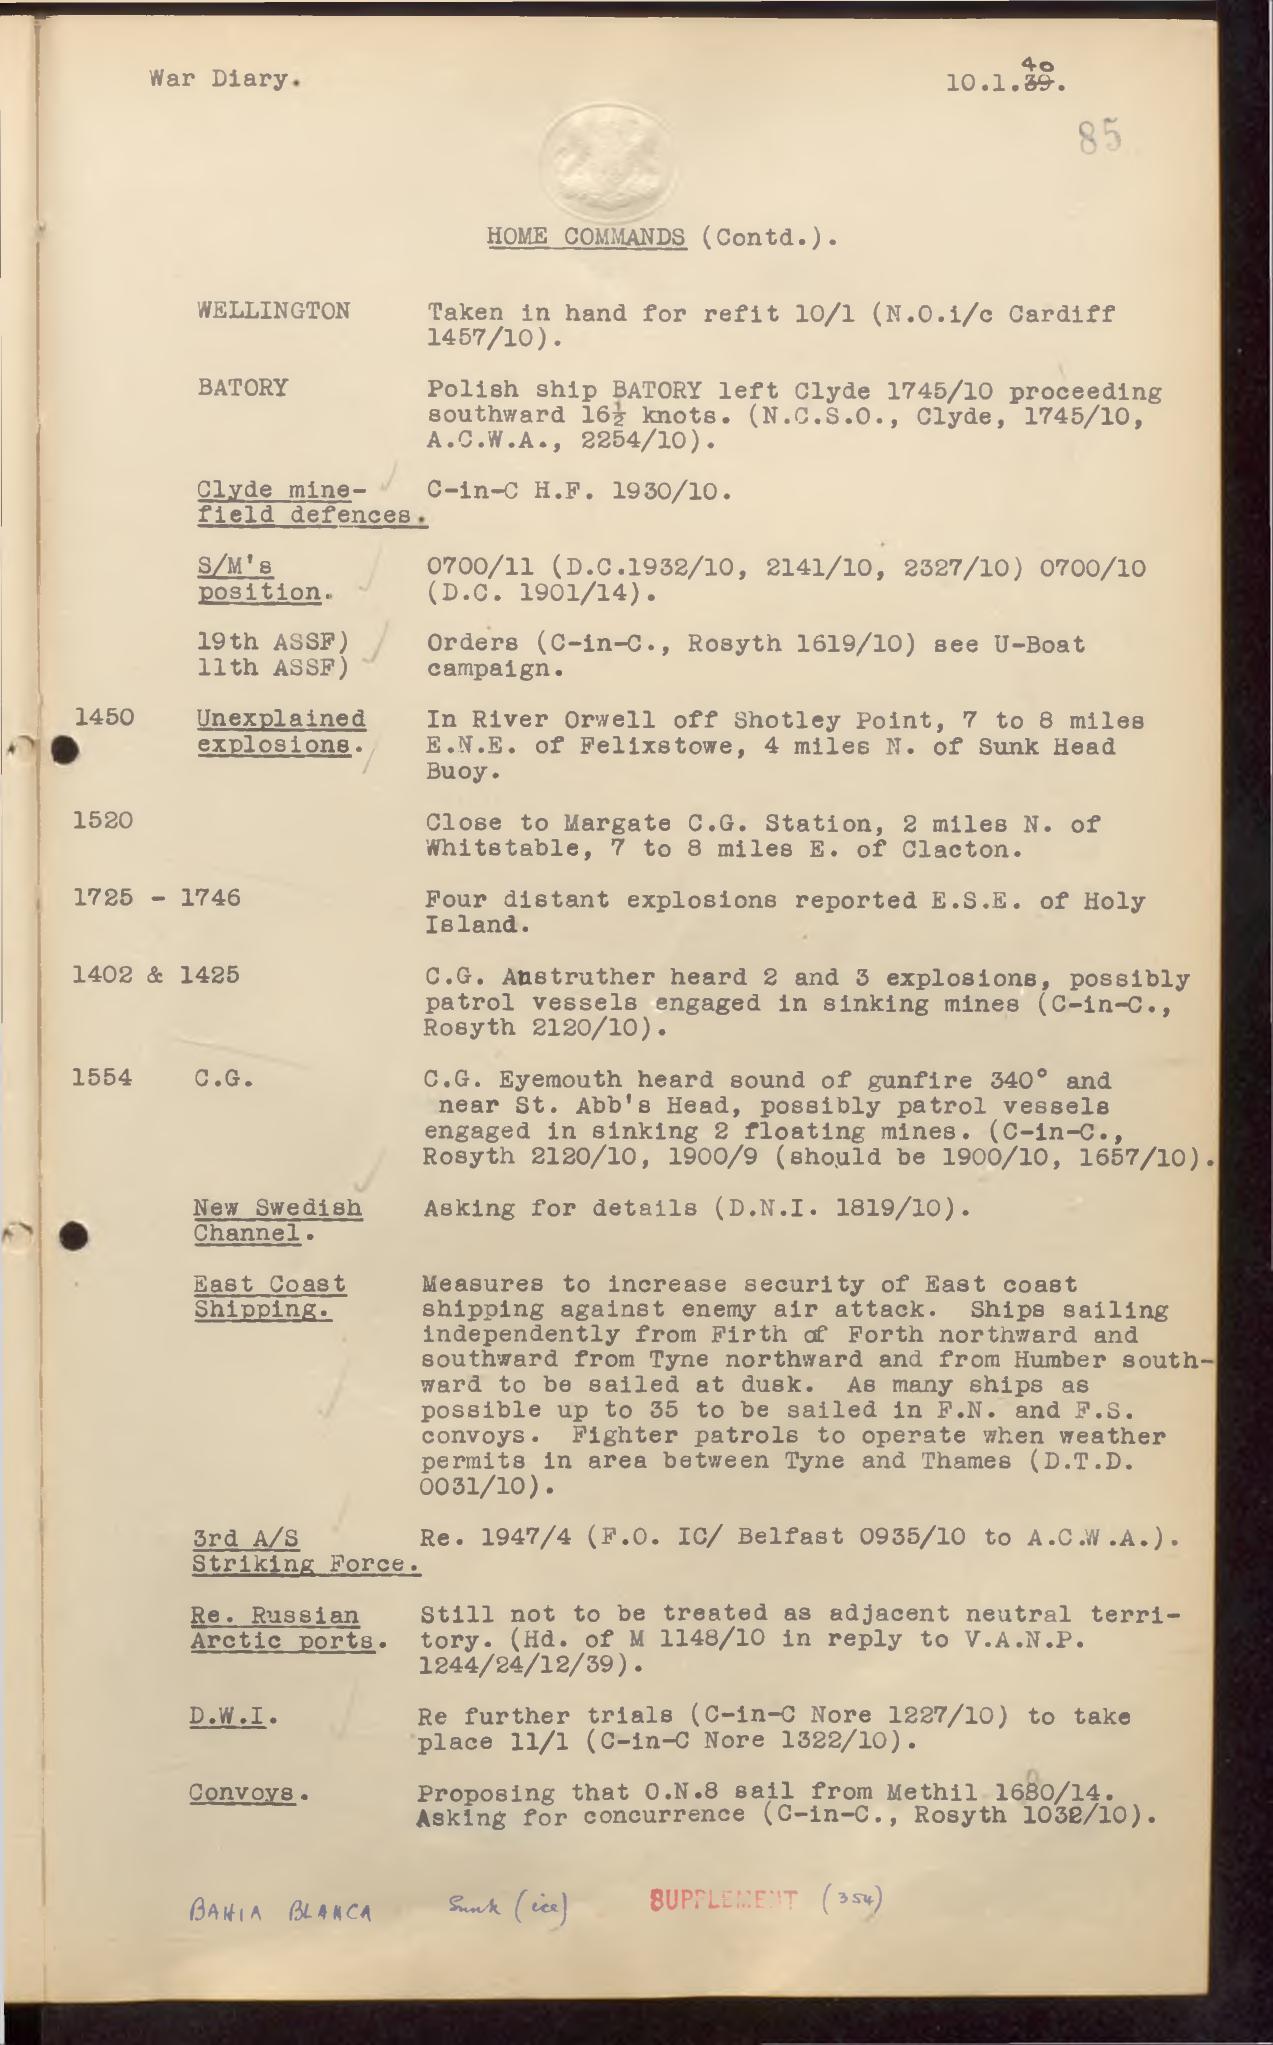 War Diary.
10.1.39.
40
85
HOME COMMANDS (Contd.).
WELLINGTON Taken in hand for refit 10/1 (N.O.i/c Cardiff
1457/10).
BATORY Polish ship BATORY left Clyde 1745/10 proceeding
southward 16½ knots. (N.C.S.O., Clyde, 1745/10,
A.C.W.A., 2254/10).
Clyde mine- C-in-C H.F. 1930/10.
field defences.
S/M's 0700/11 (D.C.1932/10, 2141/10, 2327/10) 0700/10
position. (D.C. 1901/14).
19th ASSF) Orders (C-in-C., Rosyth 1619/10) see U-Boat
11th ASSF) campaign.
1450 Unexplained In River Orwell off Shotley Point, 7 to 8 miles
explosions. E.N.E. of Felixstowe, 4 miles N. of Sunk Head
Buoy.
1520 Close to Margate C.G. Station, 2 miles N. of
Whitstable, 7 to 8 miles E. of Clacton.
1725 - 1746 Four distant explosions reported E.S.E. of Holy
Island.
1402 & 1425 C.G. Anstruther heard 2 and 3 explosions, possibly
patrol vessels engaged in sinking mines (C-in-C.,
Rosyth 2120/10).
1554 C.G. C.G. Eyemouth heard sound of gunfire 340° and
near St. Abb's Head, possibly patrol vessels
engaged in sinking 2 floating mines. (C-in-C.,
Rosyth 2120/10, 1900/9 (should be 1900/10, 1657/10).
New Swedish Asking for details (D.N.I. 1819/10).
Channel.
East Coast Measures to increase security of East coast
Shipping. shipping against enemy air attack. Ships sailing
independently from Firth of Forth northward and
southward from Tyne northward and from Humber south-
ward to be sailed at dusk. As many ships as
possible up to 35 to be sailed in F.N. and F.S.
convoys. Fighter patrols to operate when weather
permits in area between Tyne and Thames (D.T.D.
0031/10).
3rd A/S Re. 1947/4 (F.O. IC/ Belfast 0935/10 to A.C.W.A.).
Striking Force.
Re. Russian Still not to be treated as adjacent neutral terri-
Arctic ports. tory. (Hd. of M 1148/10 in reply to V.A.N.P.
1244/24/12/39).
D.W.I. Re further trials (C-in-C Nore 1227/10) to take
place 11/1 (C-in-C Nore 1322/10).
Convoys. Proposing that O.N.8 sail from Methil 1680/14.
Asking for concurrence (C-in-C., Rosyth 1032/10).
BAHIA BLANCA Sunk (ice) SUPPLEMENT (354)